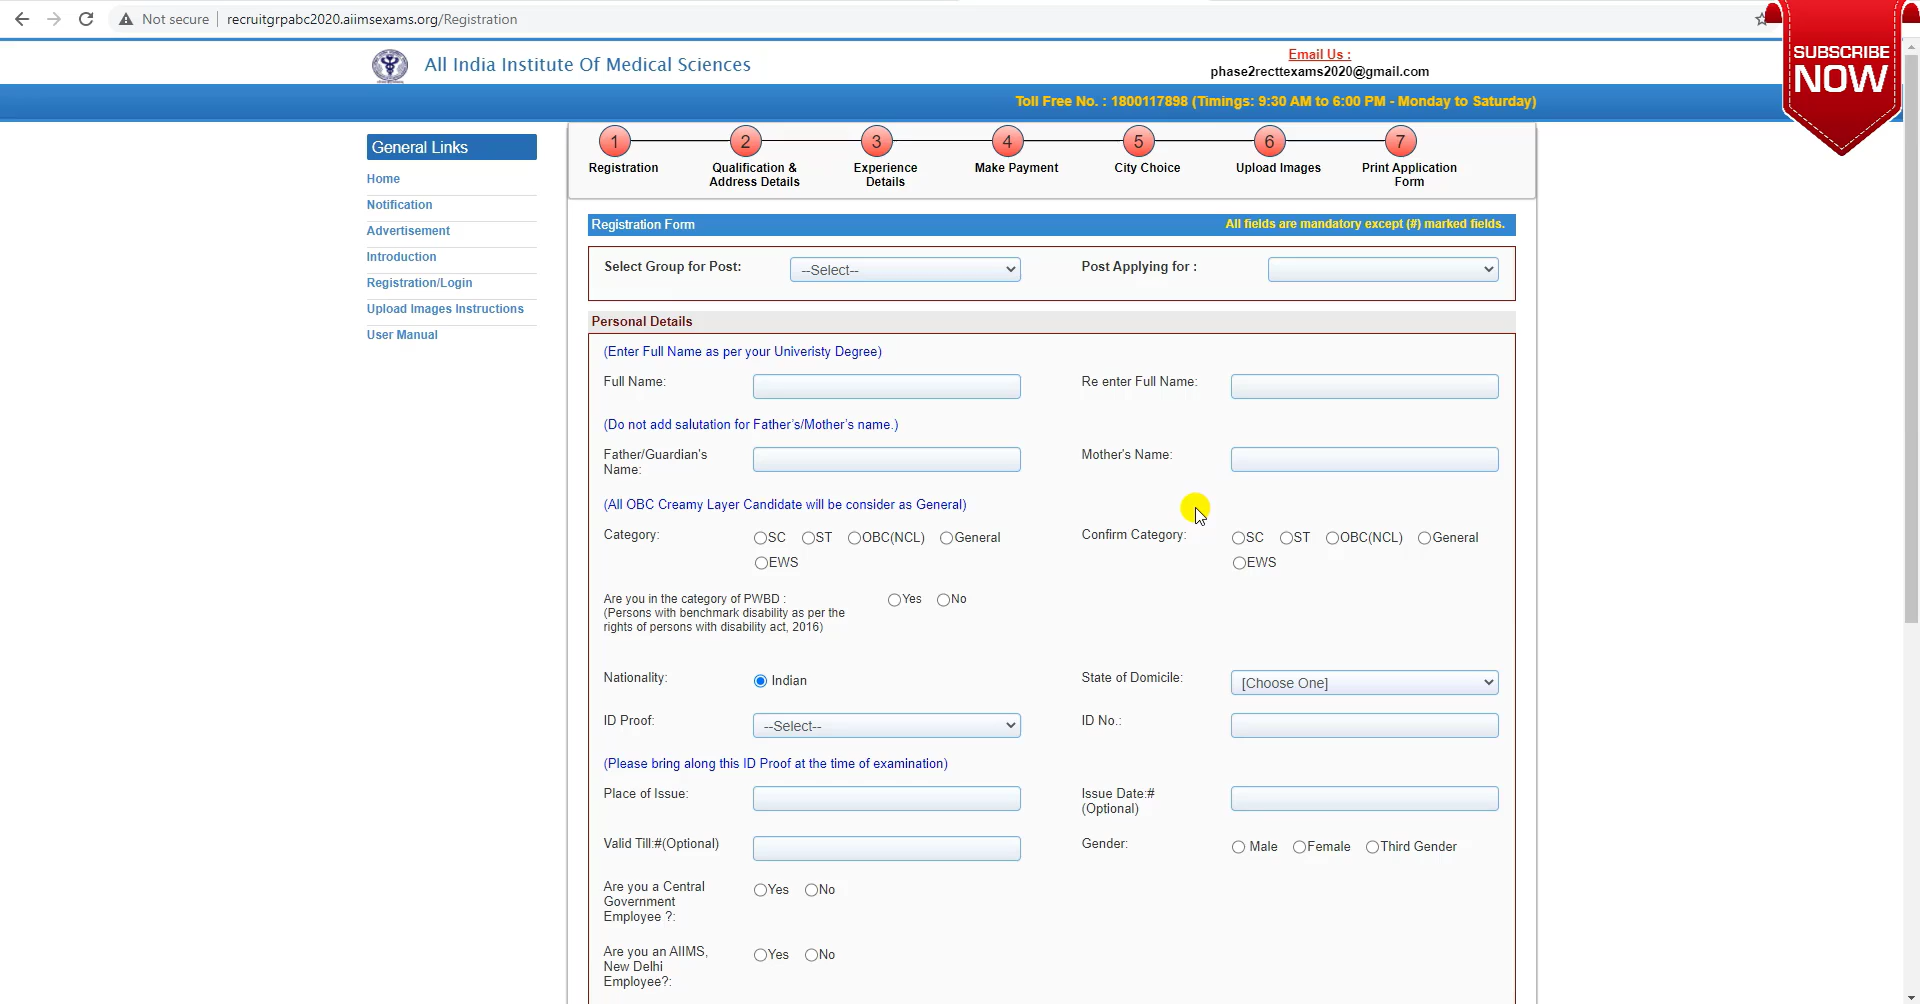 Not secure
recruitgrpabc2020.aiimsexams.org/Registration
SUBSCRIBE
NOW
All India Institute Of Medical Sciences
Email Us :
phase2recttexams2020@gmail.com
Toll Free No. : 1800117898 (Timings: 9:30 AM to 6:00 PM - Monday to Saturday)
General Links
Home
Notification
Advertisement
Introduction
Registration/Login
Upload Images Instructions
User Manual
1 2 3 4 5 6 7
Registration
Qualification &
Address Details
Experience
Details
Make Payment
City Choice
Upload Images
Print Application
Form
Registration Form
All fields are mandatory except (#) marked fields.
Select Group for Post:
--Select--
Post Applying for :
Personal Details
(Enter Full Name as per your Univeristy Degree)
Full Name:
Re enter Full Name:
(Do not add salutation for Father's/Mother's name.)
Father/Guardian's
Name:
Mother's Name:
(All OBC Creamy Layer Candidate will be consider as General)
Category:
SC ST OBC(NCL) General
EWS
Confirm Category:
SC ST OBC(NCL) General
EWS
Are you in the category of PWBD :
(Persons with benchmark disability as per the
rights of persons with disability act, 2016)
Yes No
Nationality:
Indian
State of Domicile:
[Choose One]
ID Proof:
--Select--
ID No.:
(Please bring along this ID Proof at the time of examination)
Place of Issue:
Issue Date:#
(Optional)
Valid Till:#(Optional)
Gender:
Male Female Third Gender
Are you a Central
Government
Employee ?:
Yes No
Are you an AIIMS,
New Delhi
Employee?:
Yes No